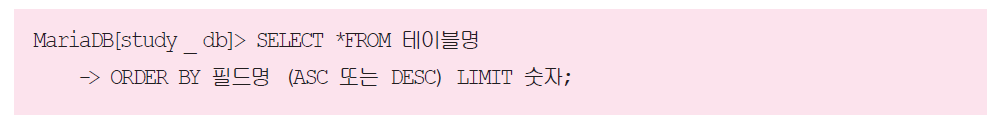 MariaDB[study _ db]> SELECT *FROM 테이블명
-> ORDER BY 필드명 (ASC 또는 DESC) LIMIT 숫자;